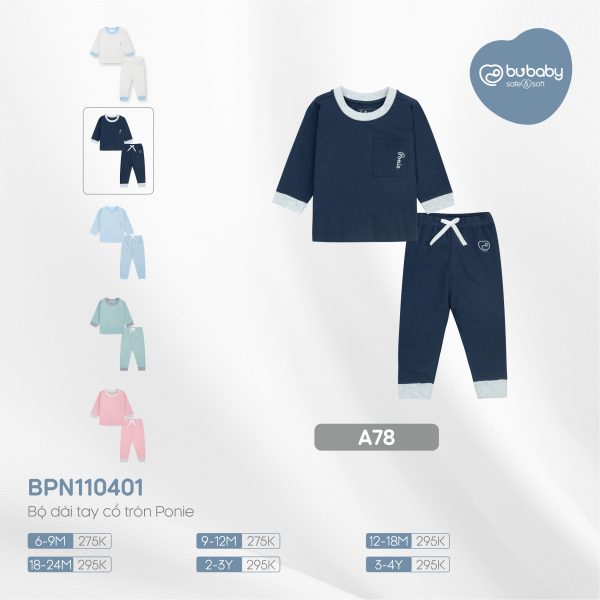 bubaby
safe & soft
Ponie
A78
BPN110401
Bộ dài tay cổ tròn Ponie
6-9M 275K
9-12M 275K
12-18M 295K
18-24M 295K
2-3Y 295K
3-4Y 295K